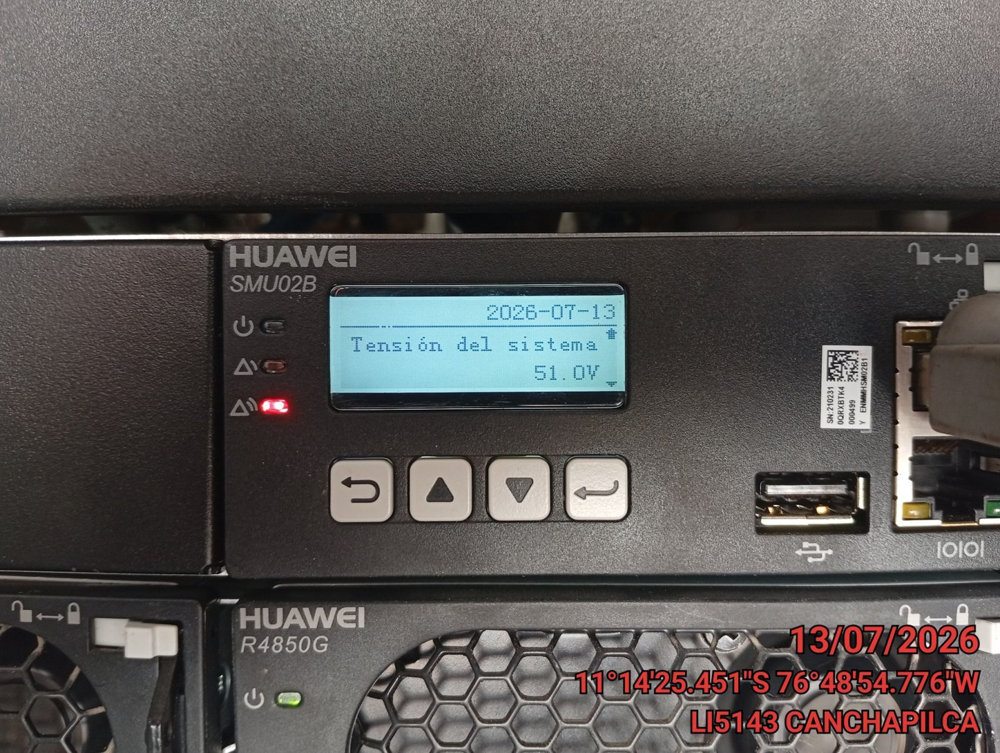 HUAWEI
SMU02B
2026-07-13
Tensión del sistema
51.0V
SN:210231
0QRXBTK4
000499
Y ENMMHSM02B1
|O|O|
HUAWEI
R4850G
13/07/2026
11°14'25.451"S 76°48'54.776"W
LI5143 CANCHAPILCA